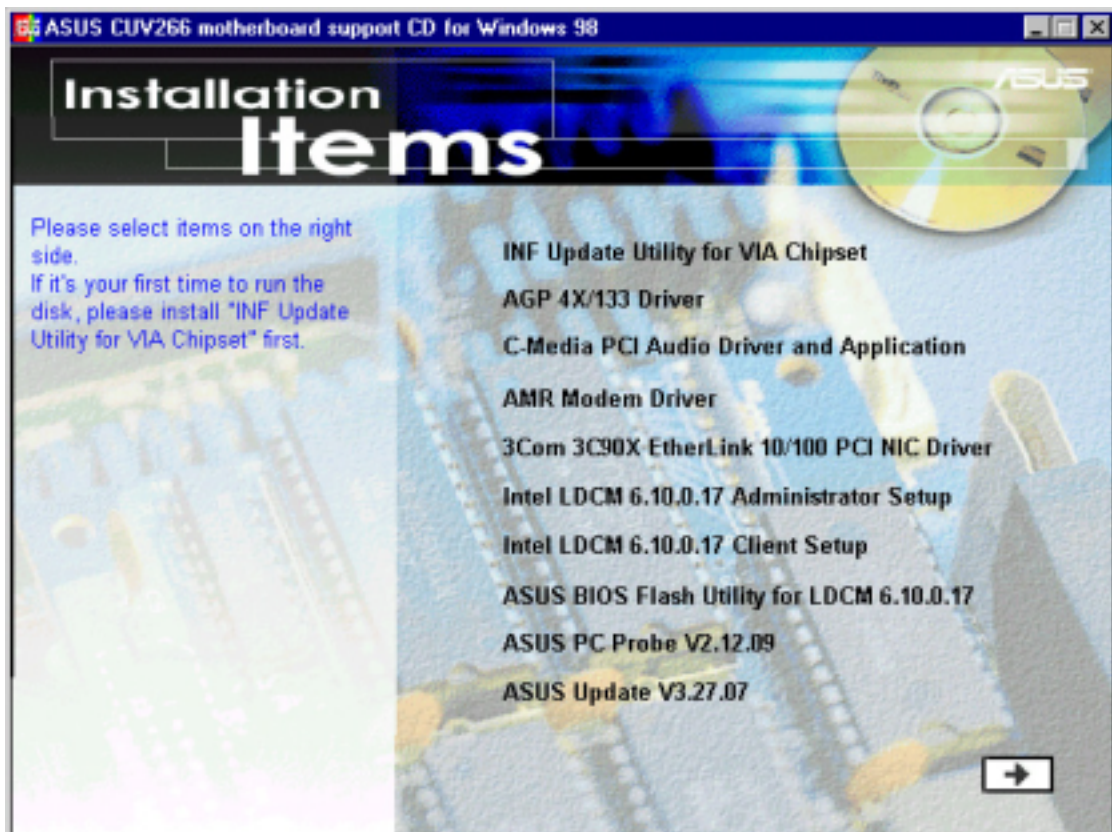 ASUS CUV266 motherboard support CD for Windows 98
Installation
Items
ASUS
Please select items on the right
side.
If it's your first time to run the
disk, please install "INF Update
Utility for VIA Chipset" first.
INF Update Utility for VIA Chipset
AGP 4X/133 Driver
C-Media PCI Audio Driver and Application
AMR Modem Driver
3Com 3C90X EtherLink 10/100 PCI NIC Driver
Intel LDCM 6.10.0.17 Administrator Setup
Intel LDCM 6.10.0.17 Client Setup
ASUS BIOS Flash Utility for LDCM 6.10.0.17
ASUS PC Probe V2.12.09
ASUS Update V3.27.07